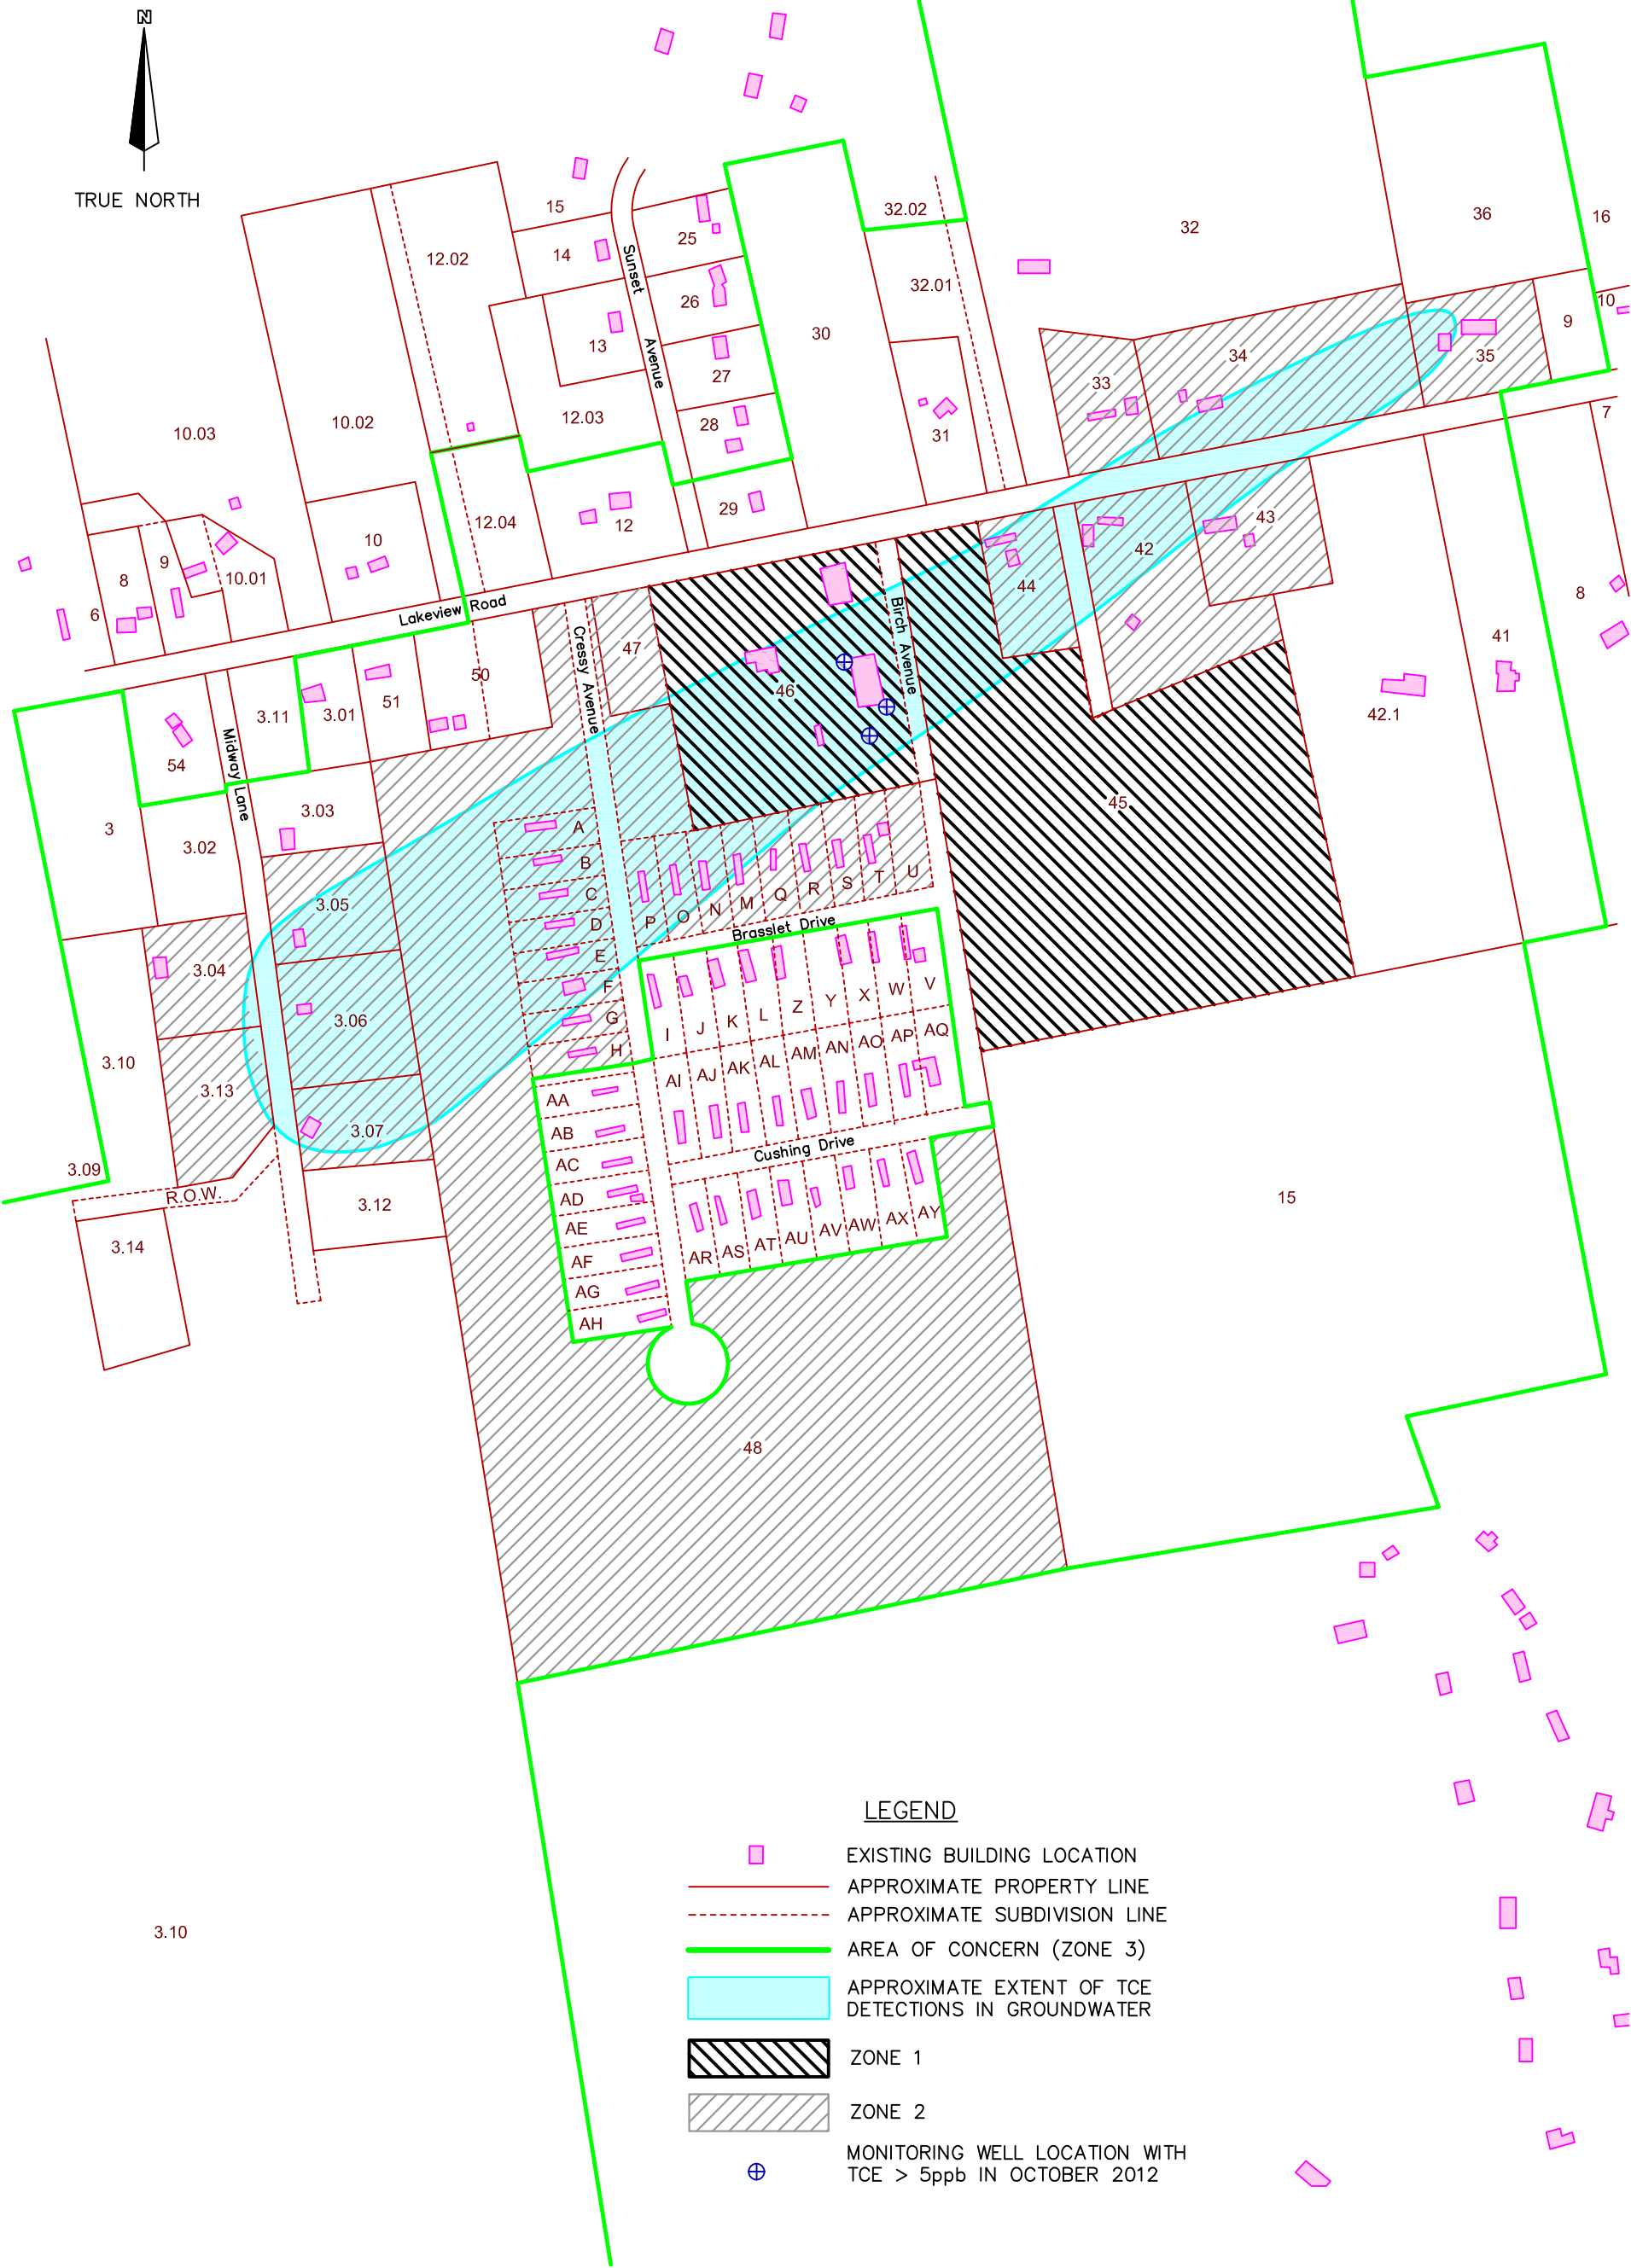 N
TRUE NORTH
32.02
15
25
14
32
36
16
12.02
Sunset
Avenue
26
32.01
10
13
30
9
27
34
35
33
10.03
10.02
12.03
28
31
7
12.04
12
29
43
10
9
10.01
8
6
42
44
Lakeview Road
8
Birch Avenue
Cressy Avenue
47
41
50
46
51
3.01
3.11
42.1
Midway Lane
54
45
3.03
3
3.02
A
B
C
D
E
F
G
H
P
O
N
M
Q
R
S
T
U
3.05
Brasslet Drive
3.04
3.06
I
J
K
L
Z
Y
X
W
V
3.10
3.13
AI
AJ
AK
AL
AM
AN
AO
AP
AQ
3.07
AA
AB
AC
AD
AE
AF
AG
AH
Cushing Drive
3.09
R.O.W.
3.12
15
3.14
AR
AS
AT
AU
AV
AW
AX
AY
48
3.10
LEGEND
EXISTING BUILDING LOCATION
APPROXIMATE PROPERTY LINE
APPROXIMATE SUBDIVISION LINE
AREA OF CONCERN (ZONE 3)
APPROXIMATE EXTENT OF TCE
DETECTIONS IN GROUNDWATER
ZONE 1
ZONE 2
MONITORING WELL LOCATION WITH
TCE > 5ppb IN OCTOBER 2012